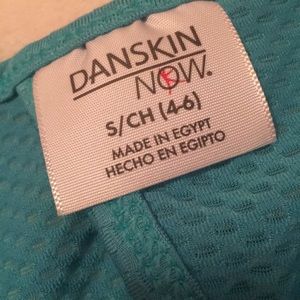 DANSKIN
NOW.
S/CH (4-6)
MADE IN EGYPT
HECHO EN EGIPTO